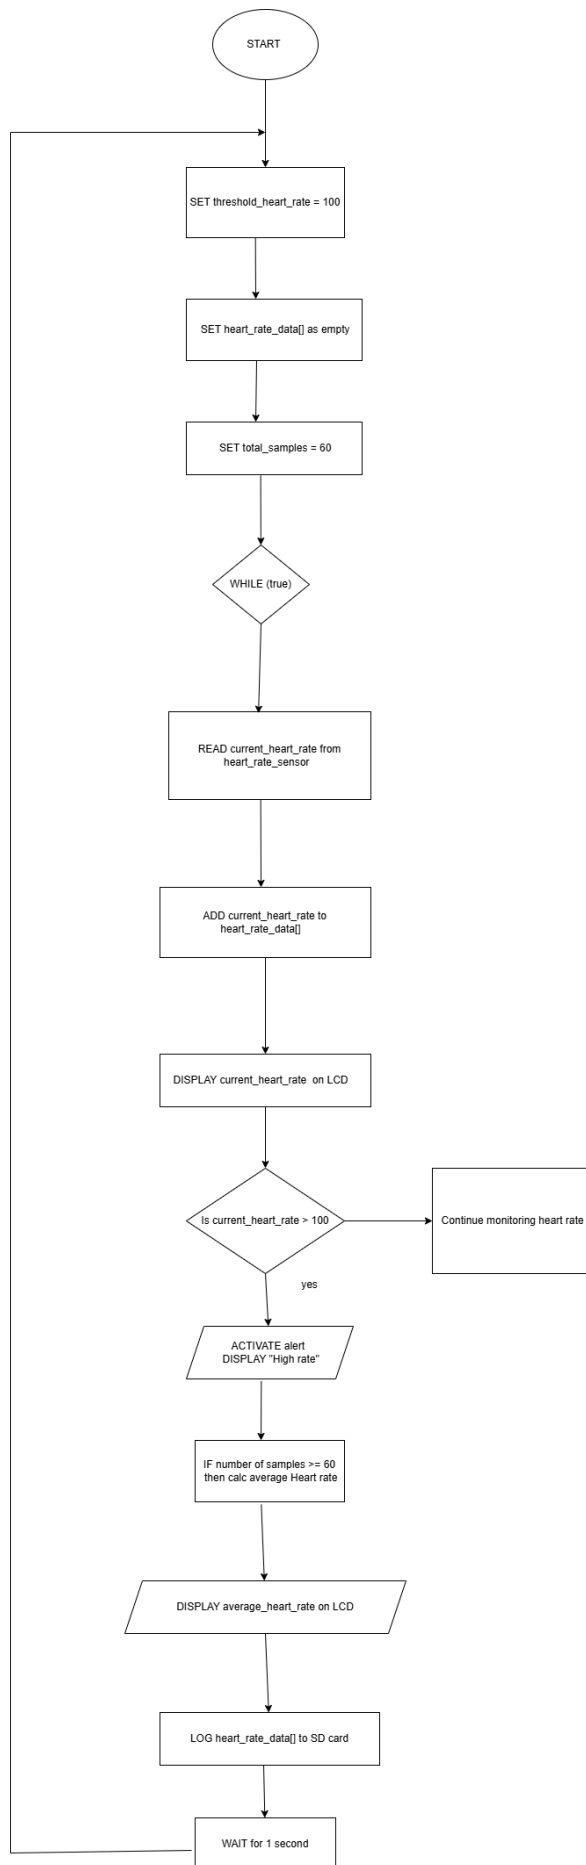 START
SET threshold_heart_rate = 100
SET heart_rate_data[] as empty
SET total_samples = 60
WHILE (true)
READ current_heart_rate from
heart_rate_sensor
ADD current_heart_rate to
heart_rate_data[]
DISPLAY current_heart_rate on LCD
Is current_heart_rate > 100
Continue monitoring heart rate
yes
ACTIVATE alert
DISPLAY "High rate"
IF number of samples >= 60
then calc average Heart rate
DISPLAY average_heart_rate on LCD
LOG heart_rate_data[] to SD card
WAIT for 1 second